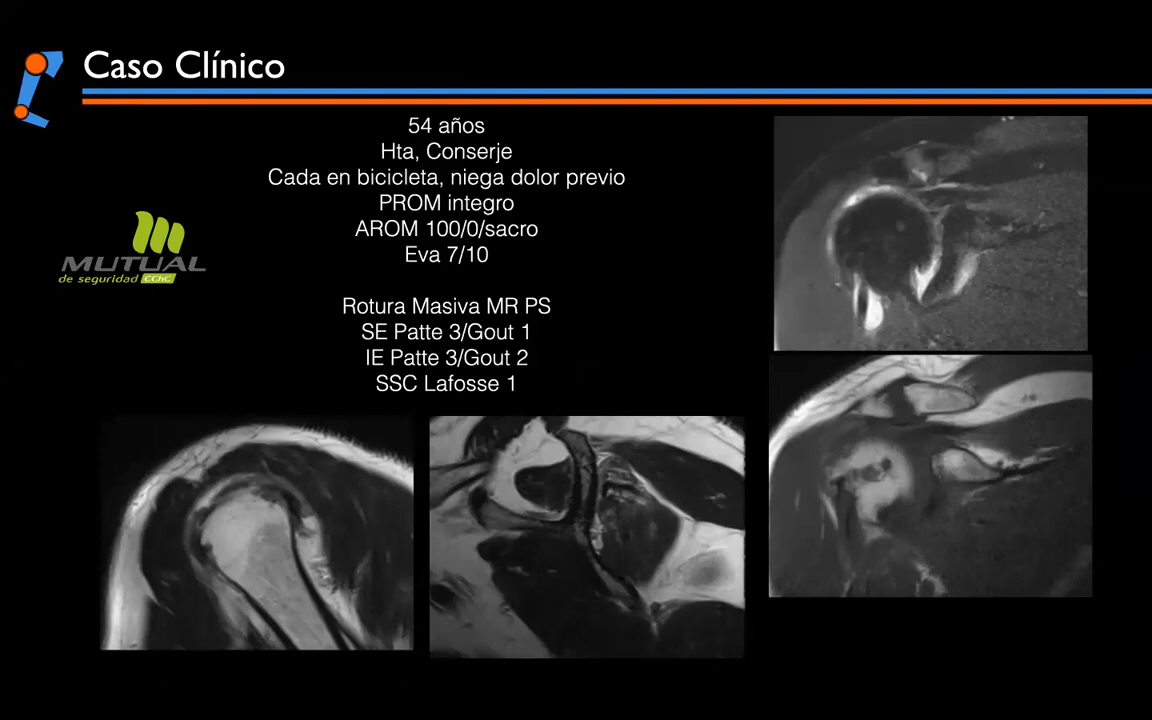 Caso Clínico
54 años
Hta, Conserje
Cada en bicicleta, niega dolor previo
PROM integro
AROM 100/0/sacro
Eva 7/10
MUTUAL
de seguridad CChC
Rotura Masiva MR PS
SE Patte 3/Gout 1
IE Patte 3/Gout 2
SSC Lafosse 1